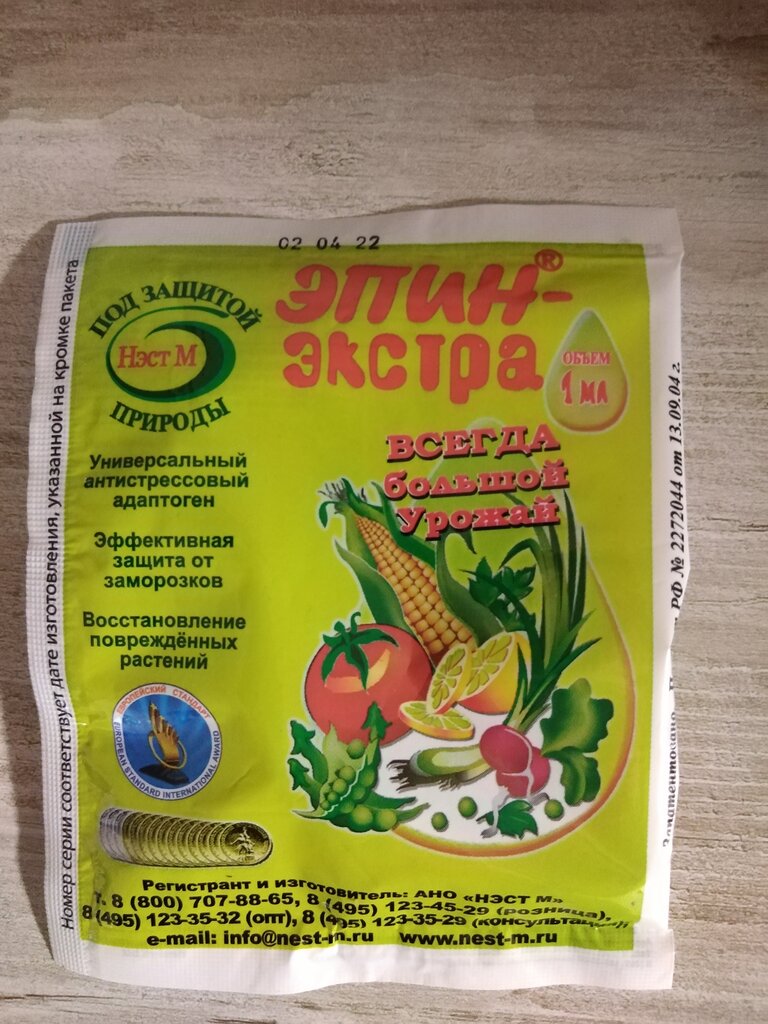 02 04 22
ЭПИН-®
ЭКСТРА
ОБЪЕМ
1 мл
ПОД ЗАЩИТОЙ
Нэст М
ПРИРОДЫ
ВСЕГДА
большой
Урожай
Универсальный
антистрессовый
адаптоген
Эффективная
защита от
заморозков
Восстановление
повреждённых
растений
ЕВРОПЕЙСКИЙ СТАНДАРТ
EUROPEAN STANDARD INTERNATIONAL AWARD
Регистрант и изготовитель: АНО «НЭСТ М»
т. 8 (800) 707-88-65, 8 (495) 123-45-29 (розница),
8 (495) 123-35-32 (опт), 8 (495) 123-35-29 (консультации)
e-mail: info@nest-m.ru www.nest-m.ru
Номер серии соответствует дате изготовления, указанной на кромке пакета
Запатентовано. РФ № 2272044 от 13.09.04 г.